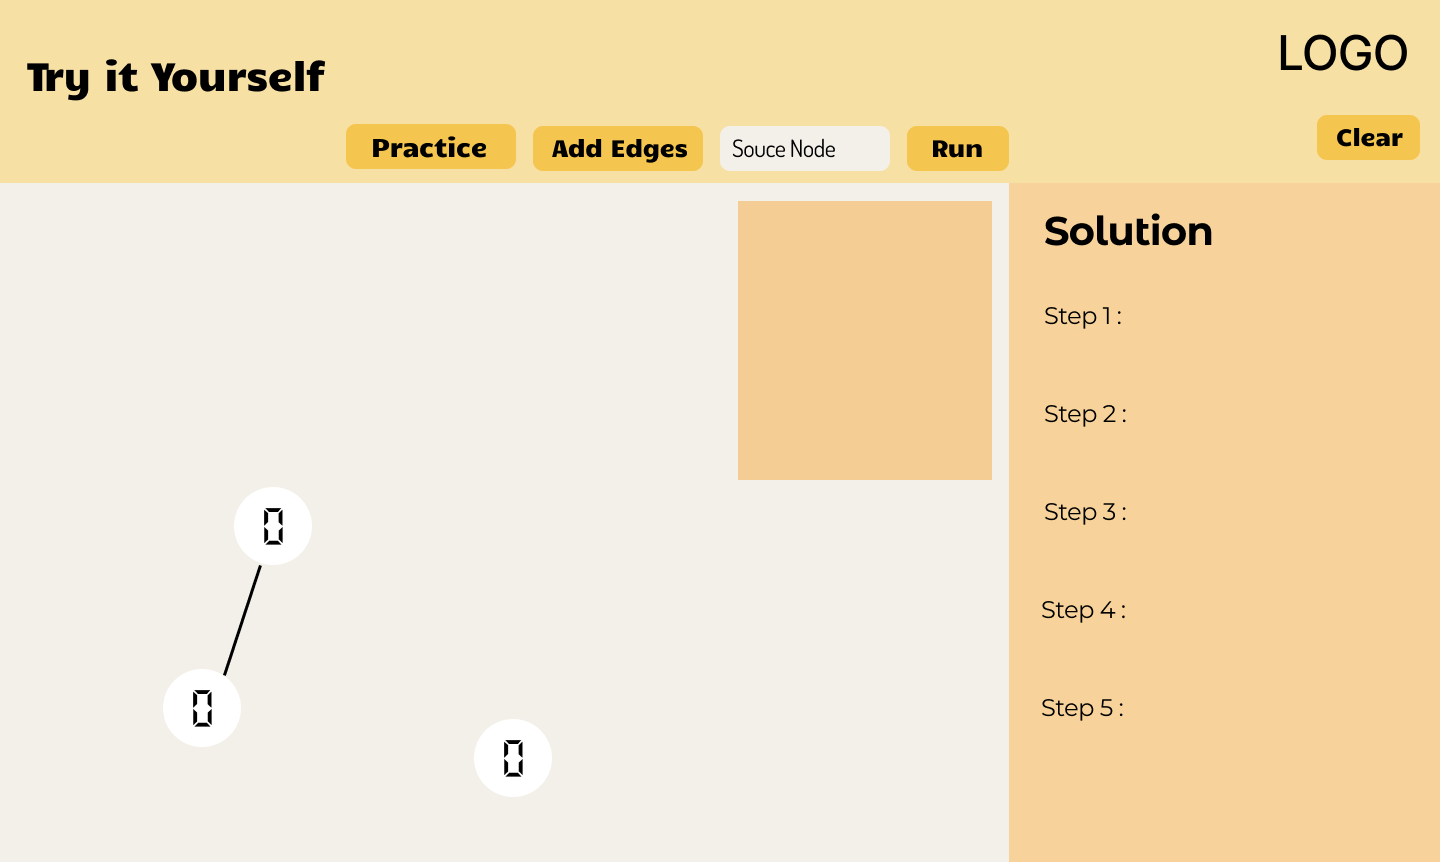 LOGO
Try it Yourself
Practice
Add Edges
Souce Node
Run
Clear
Solution
Step 1 :
Step 2 :
Step 3 :
Step 4 :
Step 5 :
0
0
0